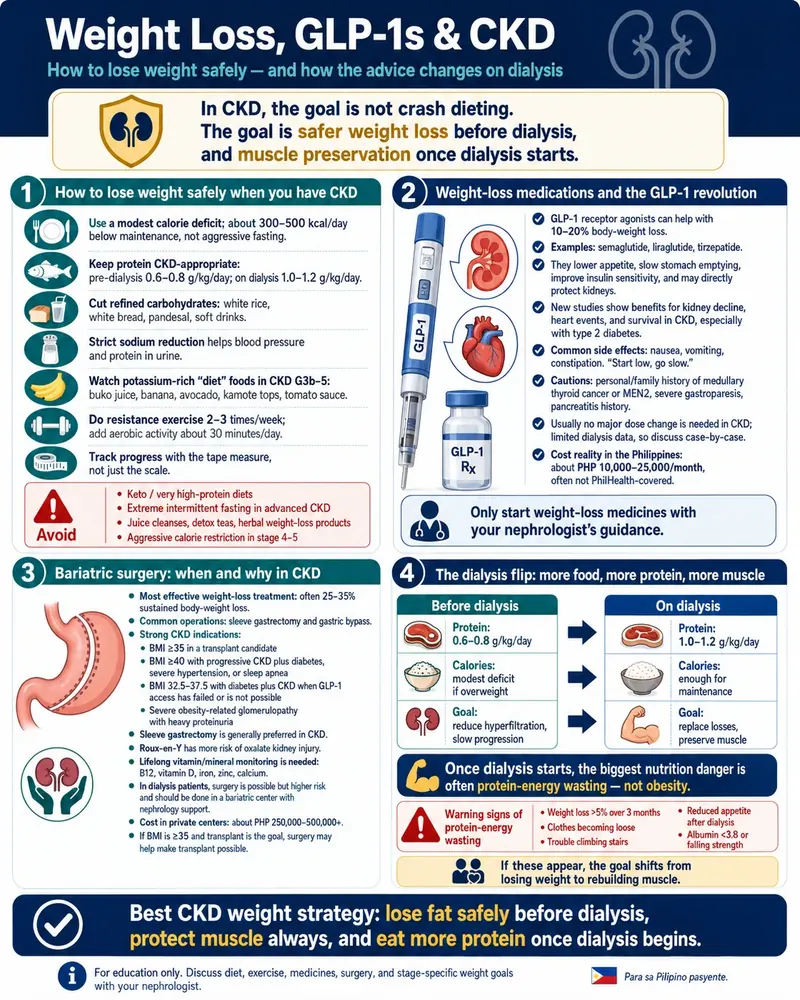 Weight Loss, GLP-1s & CKD
How to lose weight safely — and how the advice changes on dialysis
In CKD, the goal is not crash dieting.
The goal is safer weight loss before dialysis,
and muscle preservation once dialysis starts.
1 How to lose weight safely when you have CKD
Use a modest calorie deficit; about 300–500 kcal/day
below maintenance, not aggressive fasting.
Keep protein CKD-appropriate:
pre-dialysis 0.6–0.8 g/kg/day; on dialysis 1.0–1.2 g/kg/day.
Cut refined carbohydrates: white rice,
white bread, pandesal, soft drinks.
Strict sodium reduction helps blood pressure
and protein in urine.
Watch potassium-rich “diet” foods in CKD G3b–5:
buko juice, banana, avocado, kamote tops, tomato sauce.
Do resistance exercise 2–3 times/week;
add aerobic activity about 30 minutes/day.
Track progress with the tape measure,
not just the scale.
Avoid
• Keto / very high-protein diets
• Extreme intermittent fasting in advanced CKD
• Juice cleanses, detox teas, herbal weight-loss products
• Aggressive calorie restriction in stage 4–5
2 Weight-loss medications and the GLP-1 revolution
GLP-1
GLP-1
Rx
GLP-1 receptor agonists can help with
10–20% body-weight loss.
Examples: semaglutide, liraglutide, tirzepatide.
They lower appetite, slow stomach emptying,
improve insulin sensitivity, and may directly
protect kidneys.
New studies show benefits for kidney decline,
heart events, and survival in CKD, especially
with type 2 diabetes.
Common side effects: nausea, vomiting,
constipation. “Start low, go slow.”
Cautions: personal/family history of medullary
thyroid cancer or MEN2, severe gastroparesis,
pancreatitis history.
Usually no major dose change is needed in CKD;
limited dialysis data, so discuss case-by-case.
Cost reality in the Philippines:
about PHP 10,000–25,000/month,
often not PhilHealth-covered.
Only start weight-loss medicines with
your nephrologist’s guidance.
3 Bariatric surgery: when and why in CKD
• Most effective weight-loss treatment: often 25–35%
sustained body-weight loss.
• Common operations: sleeve gastrectomy and gastric bypass.
• Strong CKD indications:
• BMI ≥35 in a transplant candidate
• BMI ≥40 with progressive CKD plus diabetes,
severe hypertension, or sleep apnea
• BMI 32.5–37.5 with diabetes plus CKD when GLP-1
access has failed or is not possible
• Severe obesity-related glomerulopathy
with heavy proteinuria
• Sleeve gastrectomy is generally preferred in CKD.
• Roux-en-Y has more risk of oxalate kidney injury.
• Lifelong vitamin/mineral monitoring is needed:
B12, vitamin D, iron, zinc, calcium.
• In dialysis patients, surgery is possible but higher risk
and should be done in a bariatric center with
nephrology support.
• Cost in private centers: about PHP 250,000–500,000+.
• If BMI is ≥35 and transplant is the goal, surgery may
help make transplant possible.
4 The dialysis flip: more food, more protein, more muscle
Before dialysis
Protein:
0.6–0.8 g/kg/day
Calories:
modest deficit
if overweight
Goal:
reduce hyperfiltration,
slow progression
On dialysis
Protein:
1.0–1.2 g/kg/day
Calories:
enough for
maintenance
Goal:
replace losses,
preserve muscle
Once dialysis starts, the biggest nutrition danger is
often protein-energy wasting — not obesity.
Warning signs of
protein-energy
wasting
• Weight loss >5% over 3 months
• Clothes becoming loose
• Trouble climbing stairs
• Reduced appetite
after dialysis
• Albumin <3.8 or
falling strength
If these appear, the goal shifts from
losing weight to rebuilding muscle.
Best CKD weight strategy: lose fat safely before dialysis,
protect muscle always, and eat more protein once dialysis begins.
For education only. Discuss diet, exercise, medicines, surgery, and stage-specific weight goals
with your nephrologist.
Para sa Pilipino pasyente.